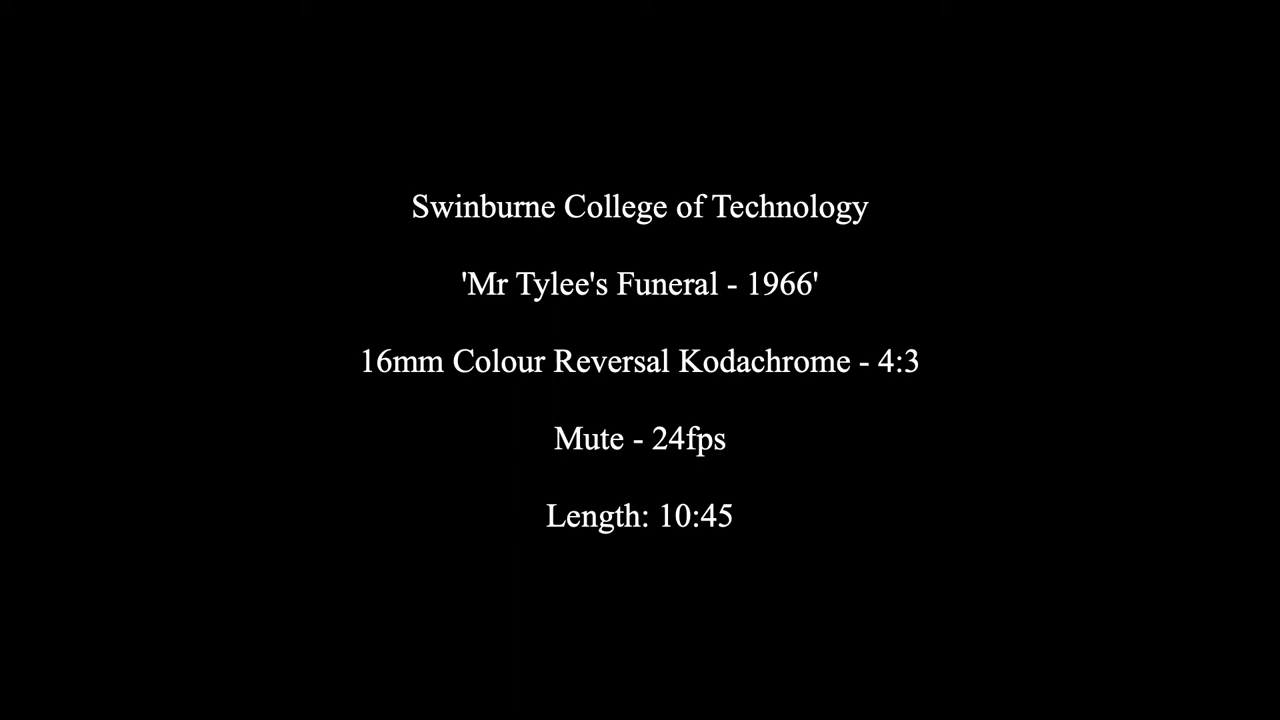 Swinburne College of Technology
'Mr Tylee's Funeral - 1966'
16mm Colour Reversal Kodachrome - 4:3
Mute - 24fps
Length: 10:45